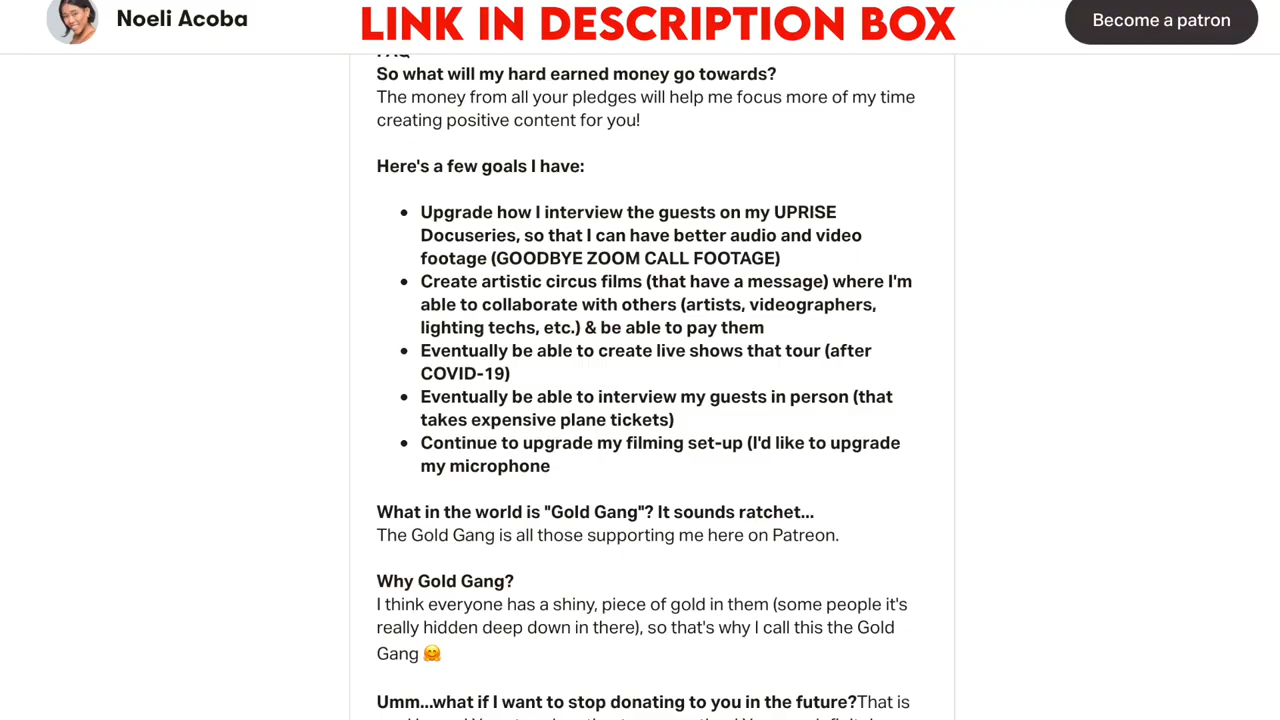 Noeli Acoba
LINK IN DESCRIPTION BOX
Become a patron
FAQ
So what will my hard earned money go towards?
The money from all your pledges will help me focus more of my time
creating positive content for you!
Here's a few goals I have:
• Upgrade how I interview the guests on my UPRISE
Docuseries, so that I can have better audio and video
footage (GOODBYE ZOOM CALL FOOTAGE)
• Create artistic circus films (that have a message) where I'm
able to collaborate with others (artists, videographers,
lighting techs, etc.) & be able to pay them
• Eventually be able to create live shows that tour (after
COVID-19)
• Eventually be able to interview my guests in person (that
takes expensive plane tickets)
• Continue to upgrade my filming set-up (I'd like to upgrade
my microphone
What in the world is "Gold Gang"? It sounds ratchet...
The Gold Gang is all those supporting me here on Patreon.
Why Gold Gang?
I think everyone has a shiny, piece of gold in them (some people it's
really hidden deep down in there), so that's why I call this the Gold
Gang 🤗
Umm...what if I want to stop donating to you in the future?That is